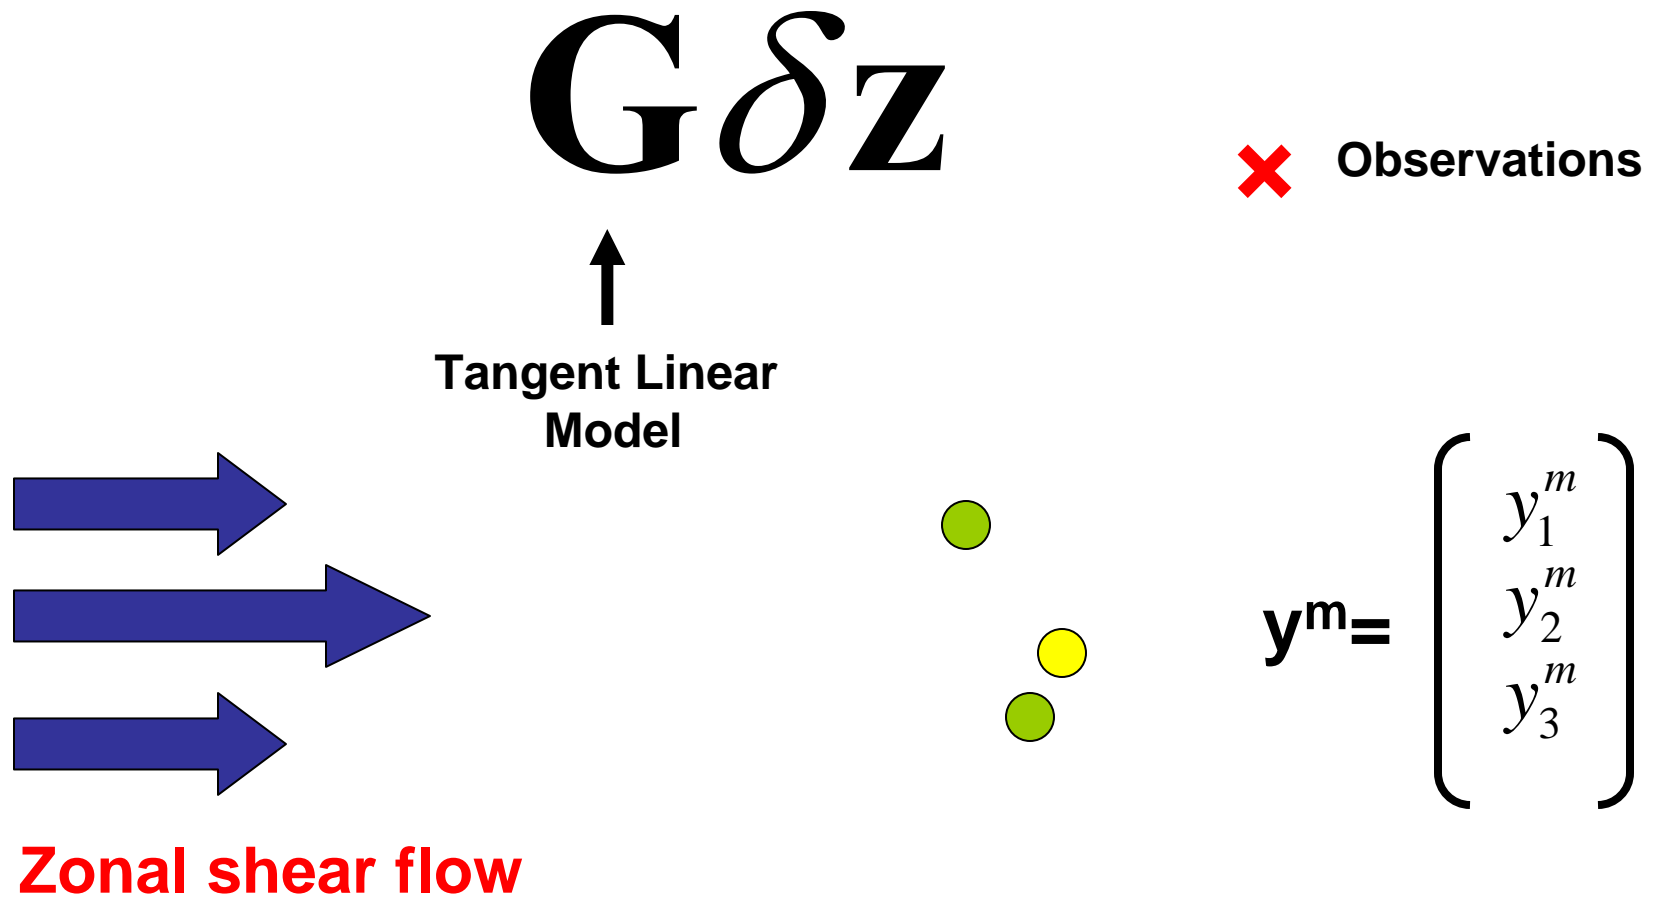 Gδz
Observations
Tangent Linear
Model
y₁ᵐ
yᵐ=
y₂ᵐ
y₃ᵐ
Zonal shear flow